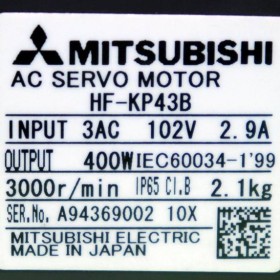 MITSUBISHI
AC SERVO MOTOR
HF-KP43B
INPUT 3AC 102V 2.9A
OUTPUT 400W IEC60034-1'99
3000r/min IP65 CI.B 2.1kg
SER.No. A94369002 10X
MITSUBISHI ELECTRIC
MADE IN JAPAN